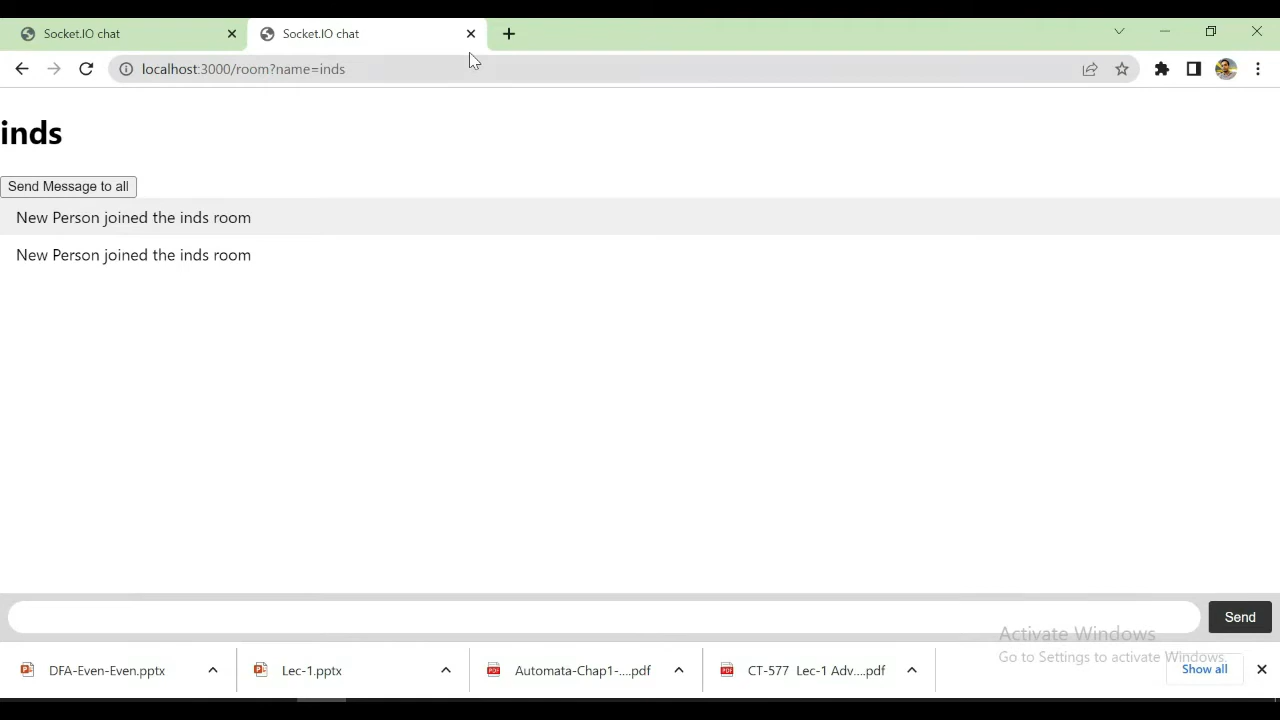 Socket.IO chat
Socket.IO chat
localhost:3000/room?name=inds
inds
Send Message to all
New Person joined the inds room
New Person joined the inds room
Send
Activate Windows
Go to Settings to activate Windows.
DFA-Even-Even.pptx
Lec-1.pptx
Automata-Chap1-....pdf
CT-577 Lec-1 Adv....pdf
Show all